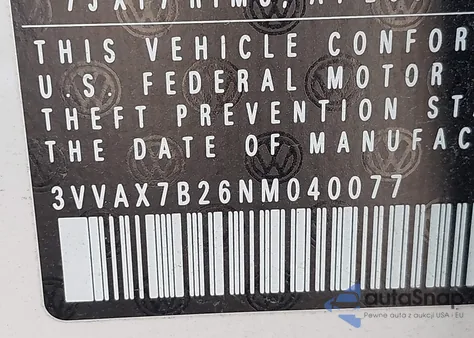 THIS VEHICLE CONFOR
U.S. FEDERAL MOTOR
THEFT PREVENTION ST
THE DATE OF MANUFAC
3VVAX7B26NM040077
autoSnap
Pewne auta z aukcji USA i EU